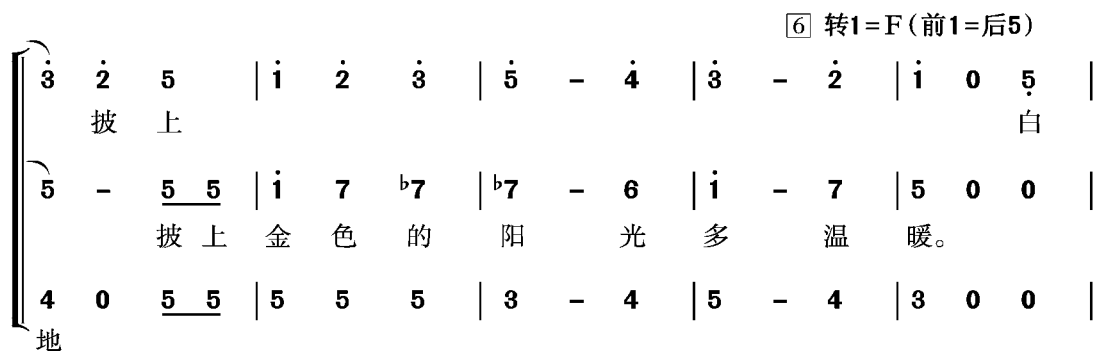 6 转1=F(前1=后5)
3 2 5 | 1 2 3 | 5 - 4 | 3 - 2 | 1 0 5 |
披 上 白
5 - 5 5 | 1 7 ♭7 | ♭7 - 6 | 1 - 7 | 5 0 0 |
披 上 金 色 的 阳 光 多 温 暖。
4 0 5 5 | 5 5 5 | 3 - 4 | 5 - 4 | 3 0 0 |
地